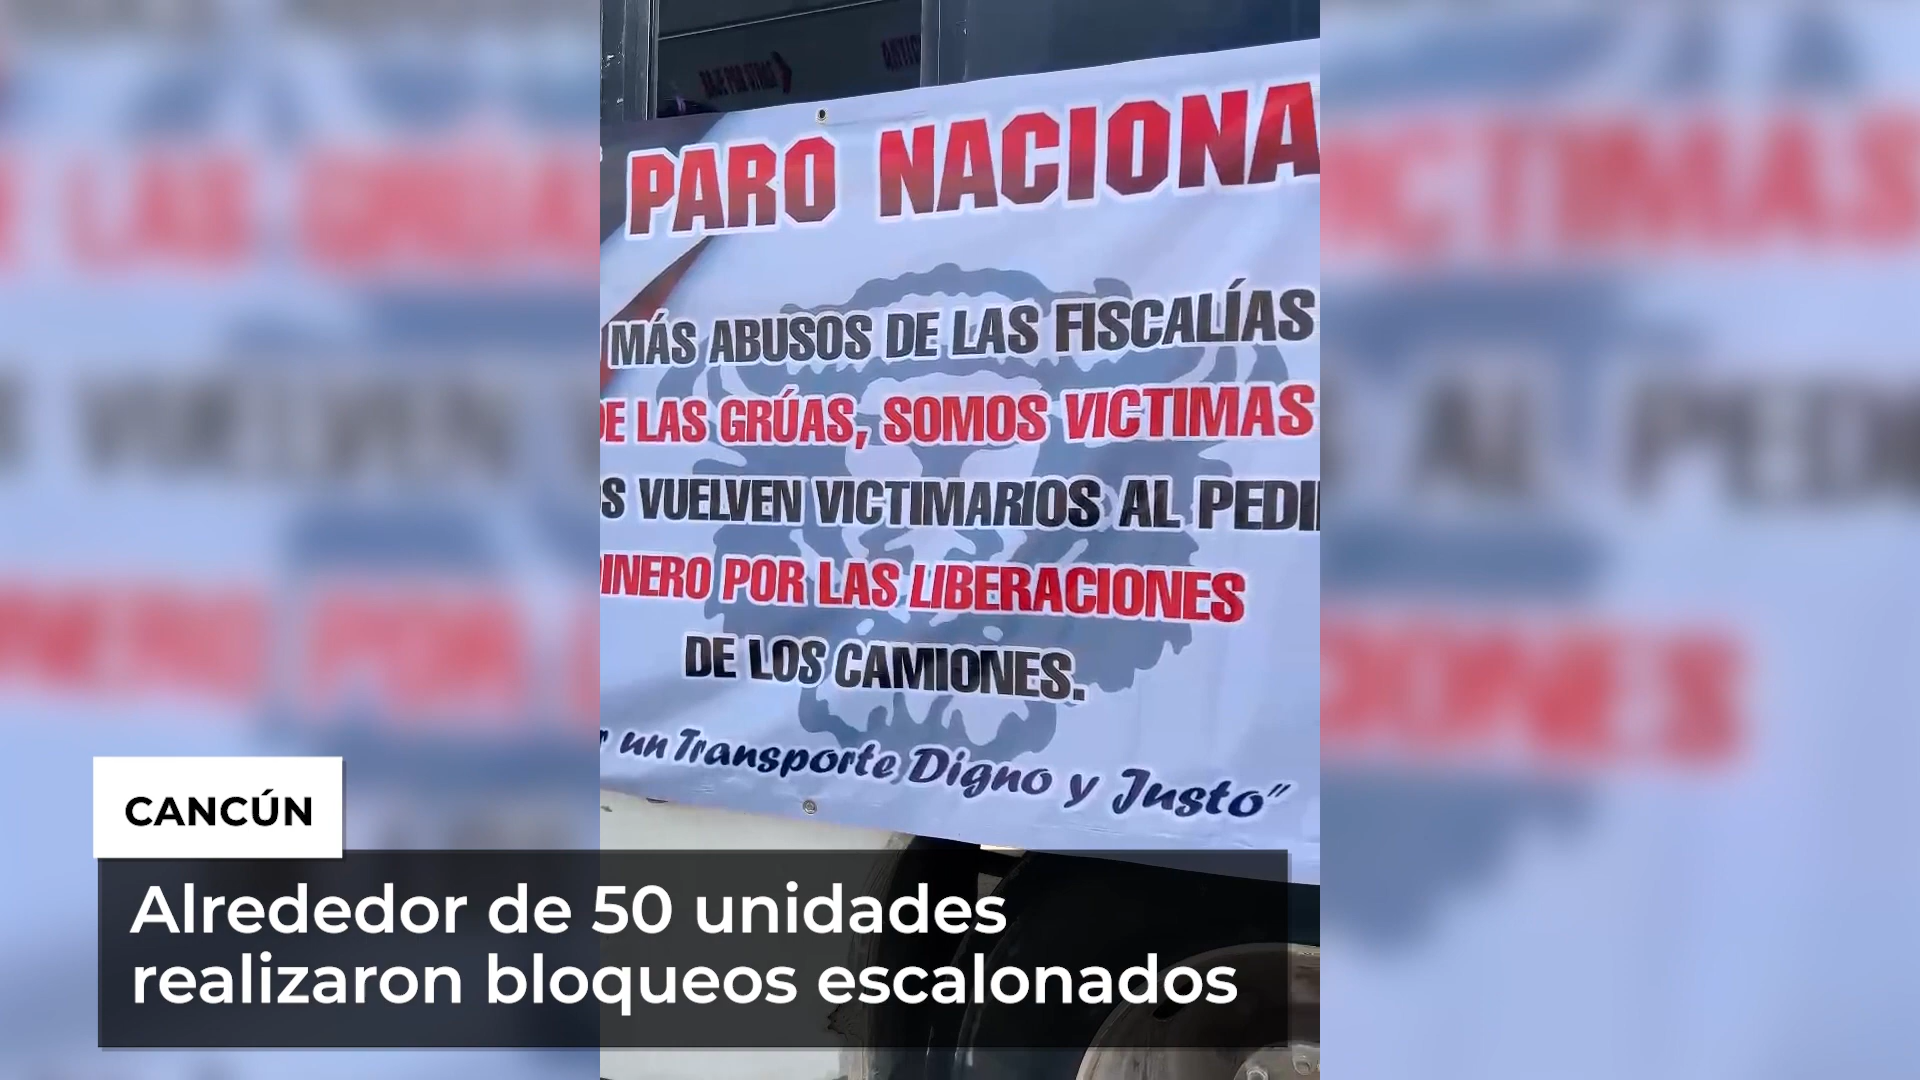 PARO NACIONA
MÁS ABUSOS DE LAS FISCALÍAS
DE LAS GRÚAS, SOMOS VICTIMAS
S VUELVEN VICTIMARIOS AL PEDI
INERO POR LAS LIBERACIONES
DE LOS CAMIONES.
r un Transporte Digno y Justo"
CANCÚN
Alrededor de 50 unidades
realizaron bloqueos escalonados